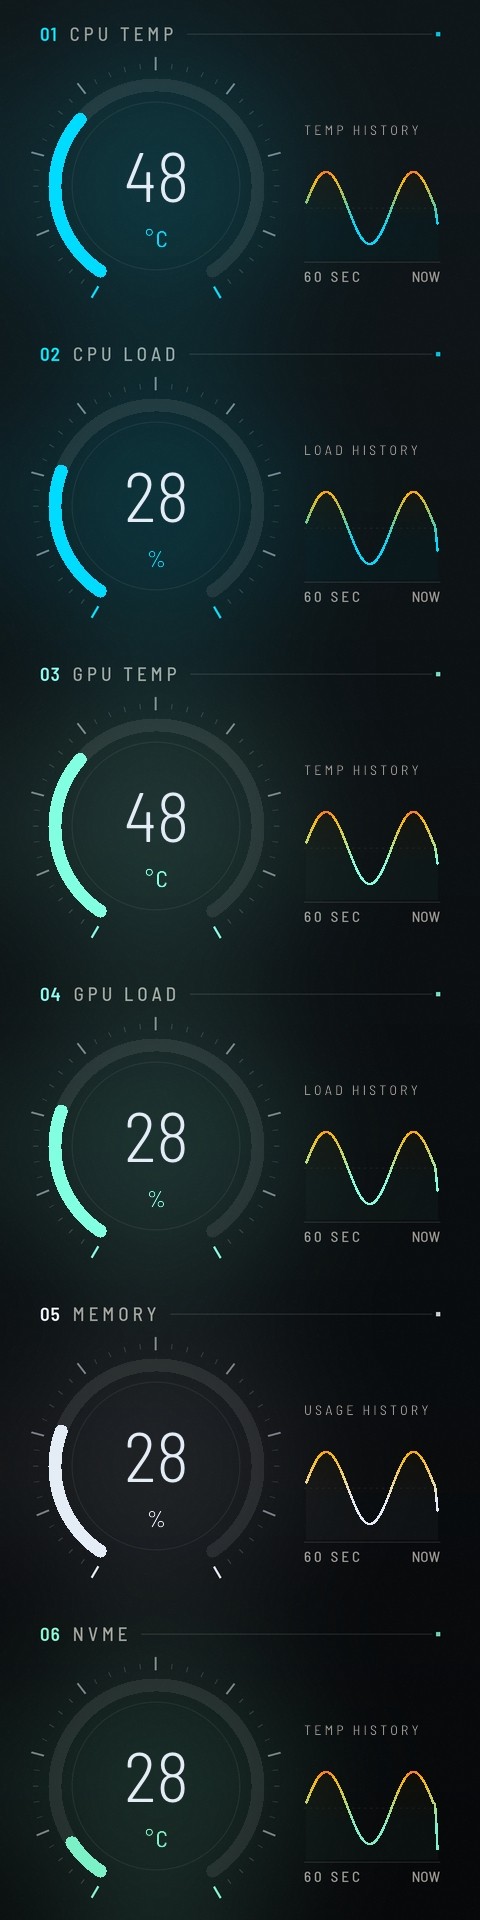 01 CPU TEMP
TEMP HISTORY
48
°C
60 SEC NOW
02 CPU LOAD
LOAD HISTORY
28
%
60 SEC NOW
03 GPU TEMP
TEMP HISTORY
48
°C
60 SEC NOW
04 GPU LOAD
LOAD HISTORY
28
%
60 SEC NOW
05 MEMORY
USAGE HISTORY
28
%
60 SEC NOW
06 NVME
TEMP HISTORY
28
°C
60 SEC NOW